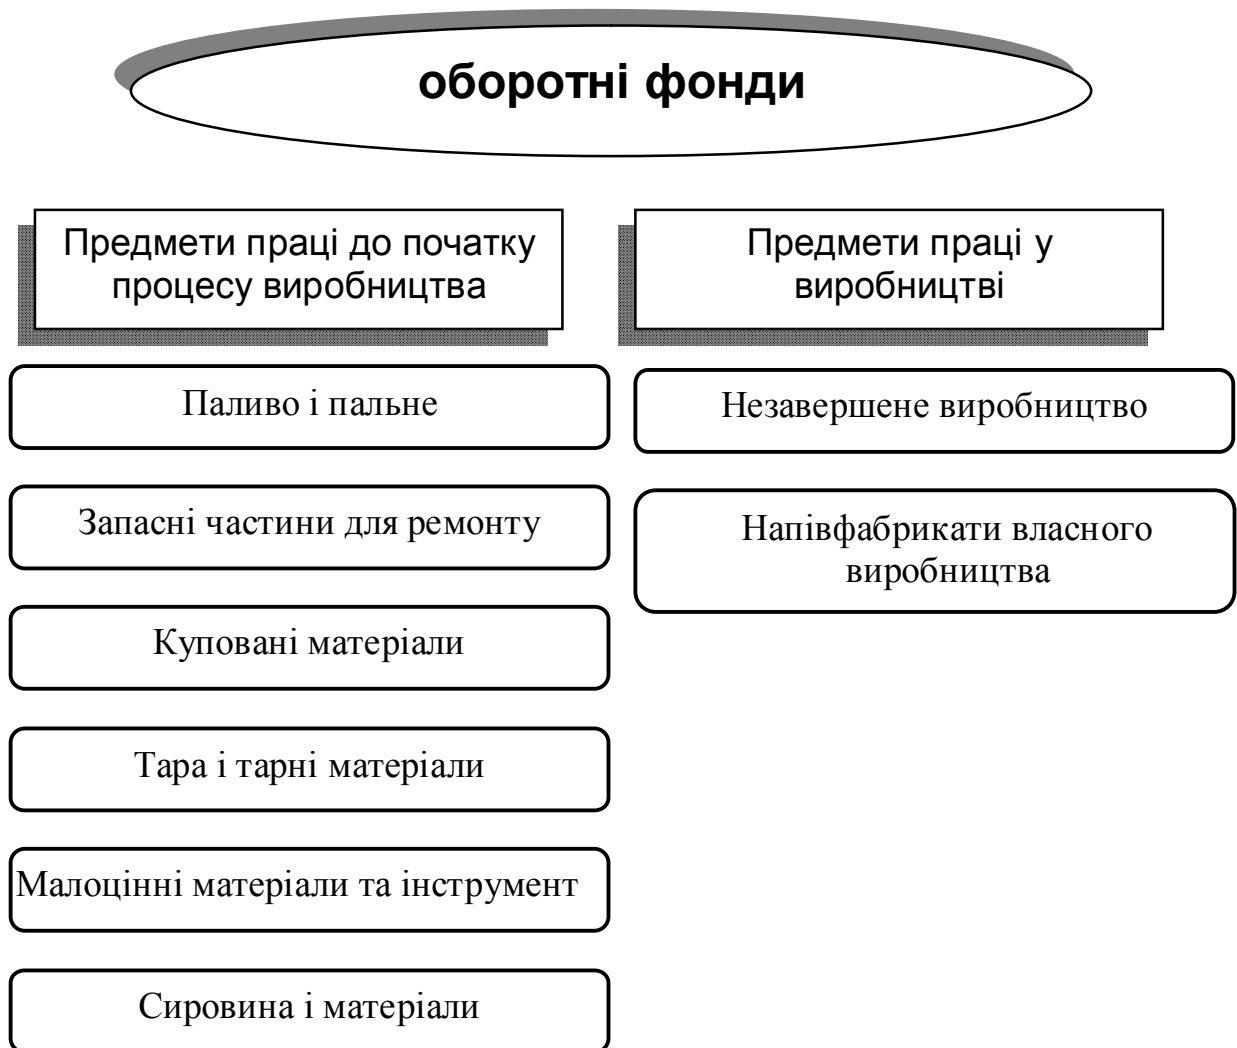 оборотні фонди
Предмети праці до початку
процесу виробництва
Паливо і пальне
Запасні частини для ремонту
Куповані матеріали
Тара і тарні матеріали
Малоцінні матеріали та інструмент
Сировина і матеріали
Предмети праці у
виробництві
Незавершене виробництво
Напівфабрикати власного
виробництва